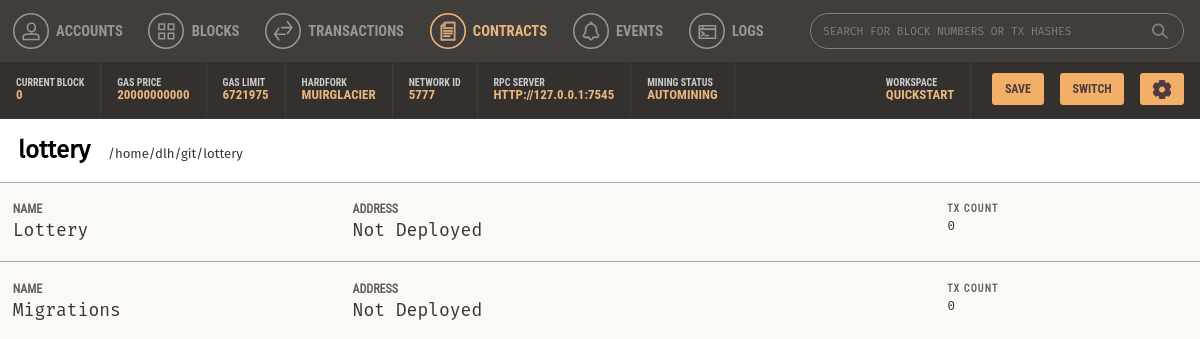 ACCOUNTS BLOCKS TRANSACTIONS CONTRACTS EVENTS LOGS SEARCH FOR BLOCK NUMBERS OR TX HASHES
CURRENT BLOCK GAS PRICE GAS LIMIT HARDFORK NETWORK ID RPC SERVER MINING STATUS WORKSPACE
0 20000000000 6721975 MUIRGLACIER 5777 HTTP://127.0.0.1:7545 AUTOMINING QUICKSTART SAVE SWITCH
lottery /home/dlh/git/lottery
NAME ADDRESS TX COUNT
Lottery Not Deployed 0
NAME ADDRESS TX COUNT
Migrations Not Deployed 0